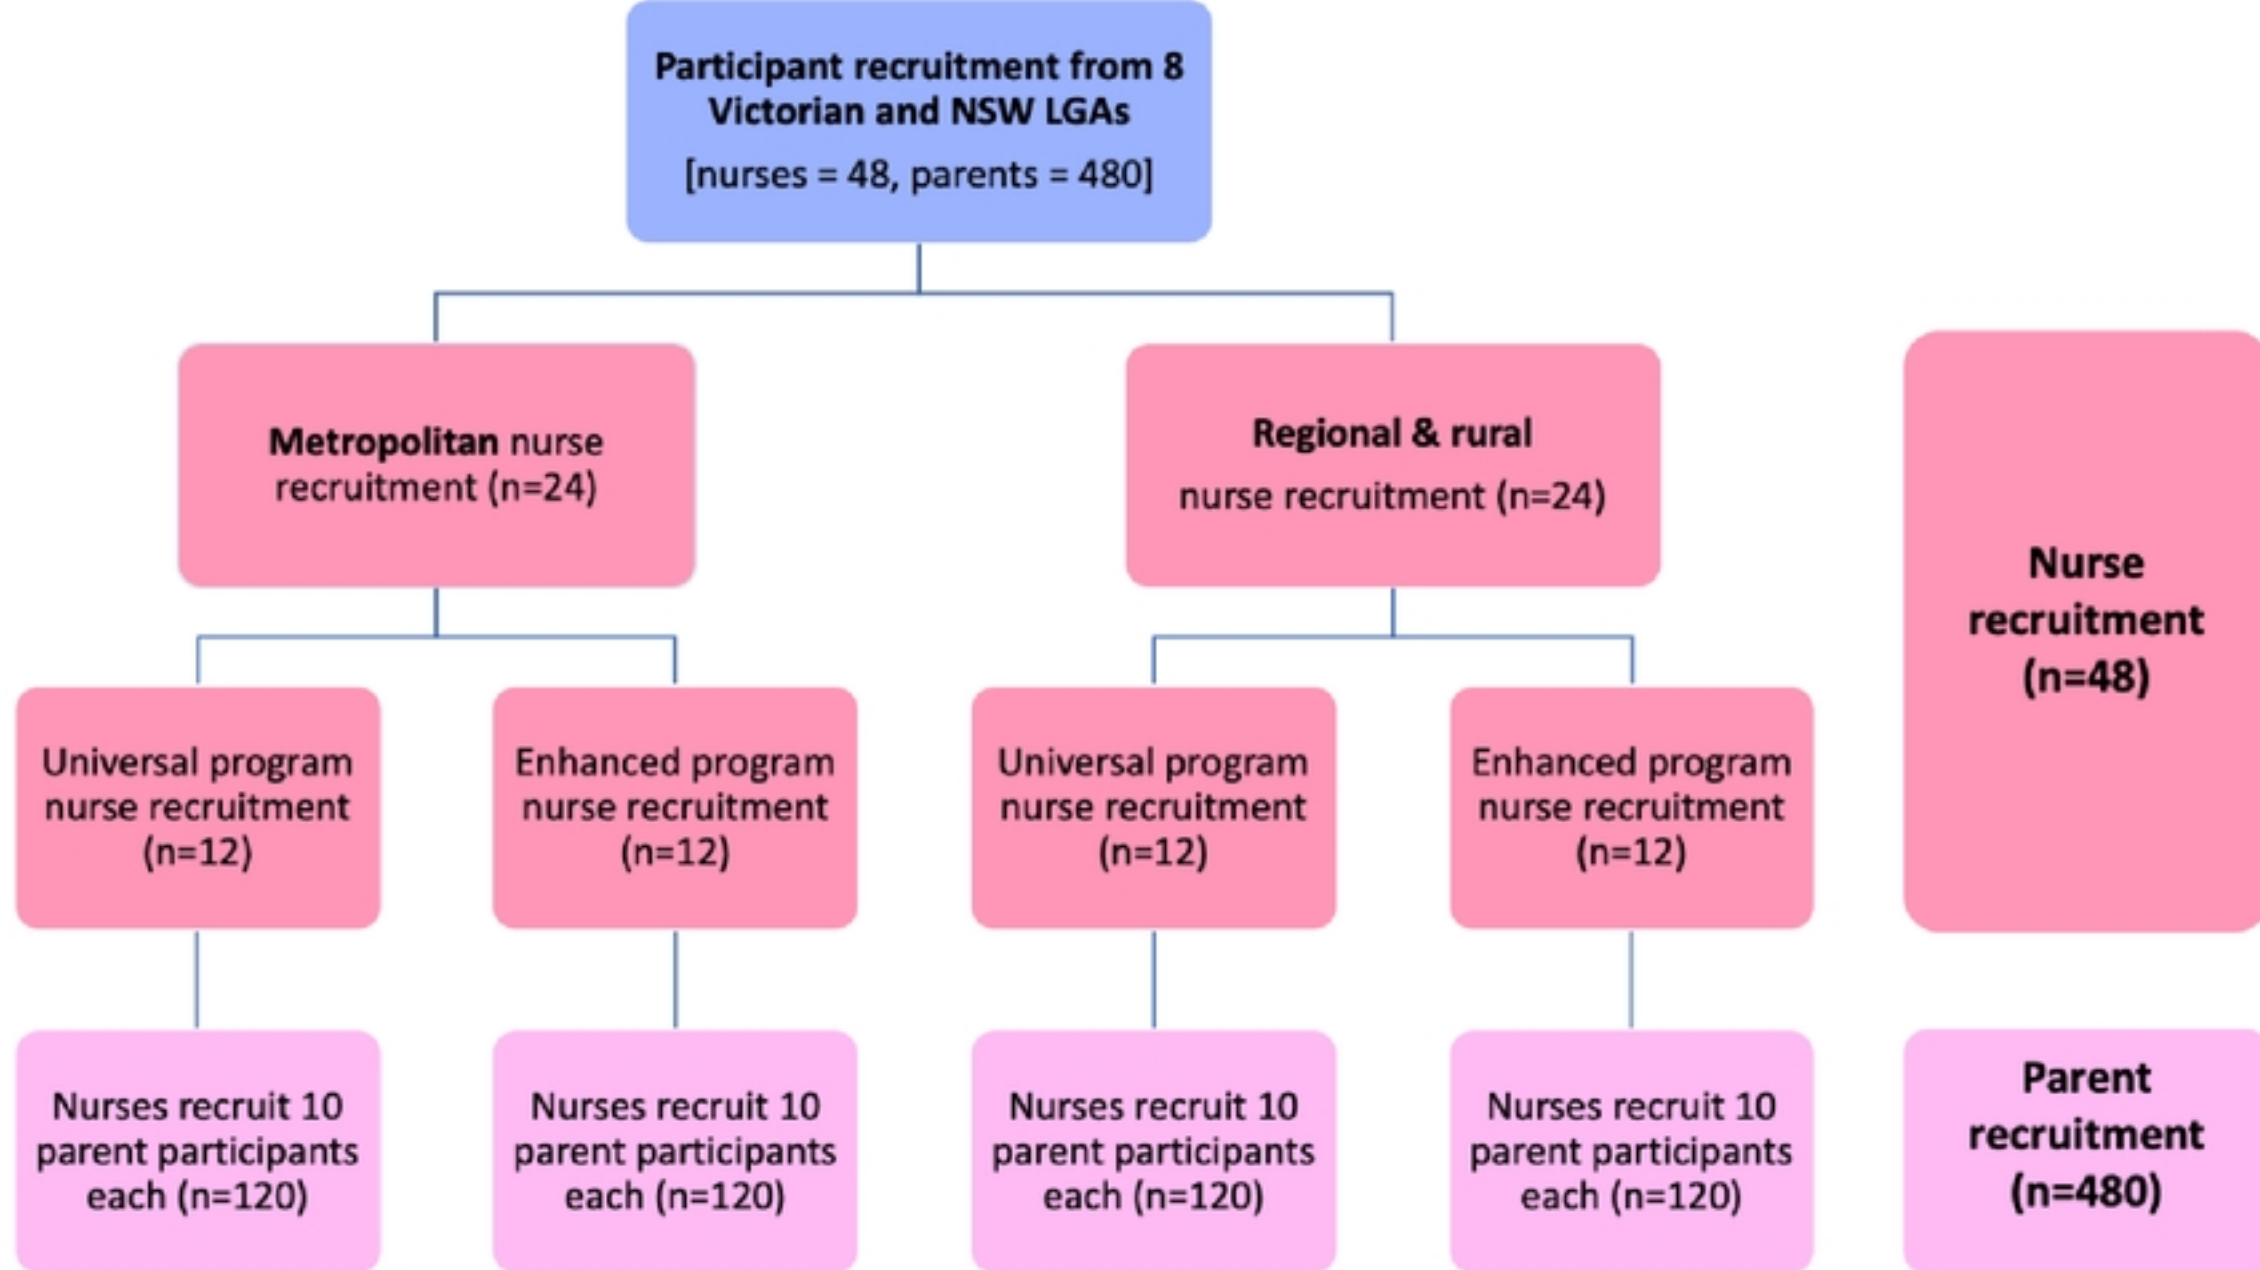 Participant recruitment from 8
Victorian and NSW LGAs
[nurses = 48, parents = 480]
Metropolitan nurse
recruitment (n=24)
Regional & rural
nurse recruitment (n=24)
Nurse
recruitment
(n=48)
Universal program
nurse recruitment
(n=12)
Enhanced program
nurse recruitment
(n=12)
Universal program
nurse recruitment
(n=12)
Enhanced program
nurse recruitment
(n=12)
Nurses recruit 10
parent participants
each (n=120)
Nurses recruit 10
parent participants
each (n=120)
Nurses recruit 10
parent participants
each (n=120)
Nurses recruit 10
parent participants
each (n=120)
Parent
recruitment
(n=480)